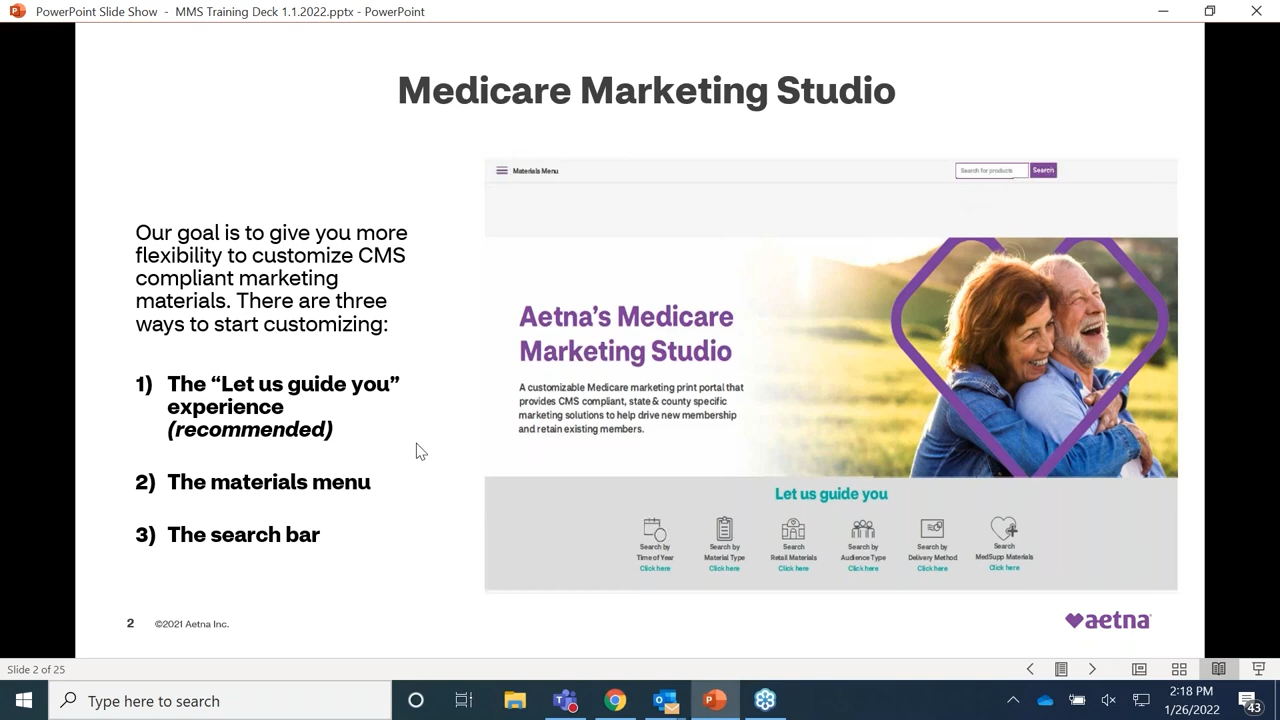 PowerPoint Slide Show - MMS Training Deck 1.1.2022.pptx - PowerPoint
Medicare Marketing Studio
Our goal is to give you more
flexibility to customize CMS
compliant marketing
materials. There are three
ways to start customizing:
1) The “Let us guide you”
experience
(recommended)
2) The materials menu
3) The search bar
Materials Menu
Search for products
Search
Aetna’s Medicare
Marketing Studio
A customizable Medicare marketing print portal that
provides CMS compliant, state & county specific
marketing solutions to help drive new membership
and retain existing members.
Let us guide you
Search by
Time of Year
Click here
Search by
Material Type
Click here
Search
Retail Materials
Click here
Search by
Audience Type
Click here
Search by
Delivery Method
Click here
Search
MedSupp Materials
Click here
2 ©2021 Aetna Inc.
aetna
Slide 2 of 25
Type here to search
2:18 PM
1/26/2022
43